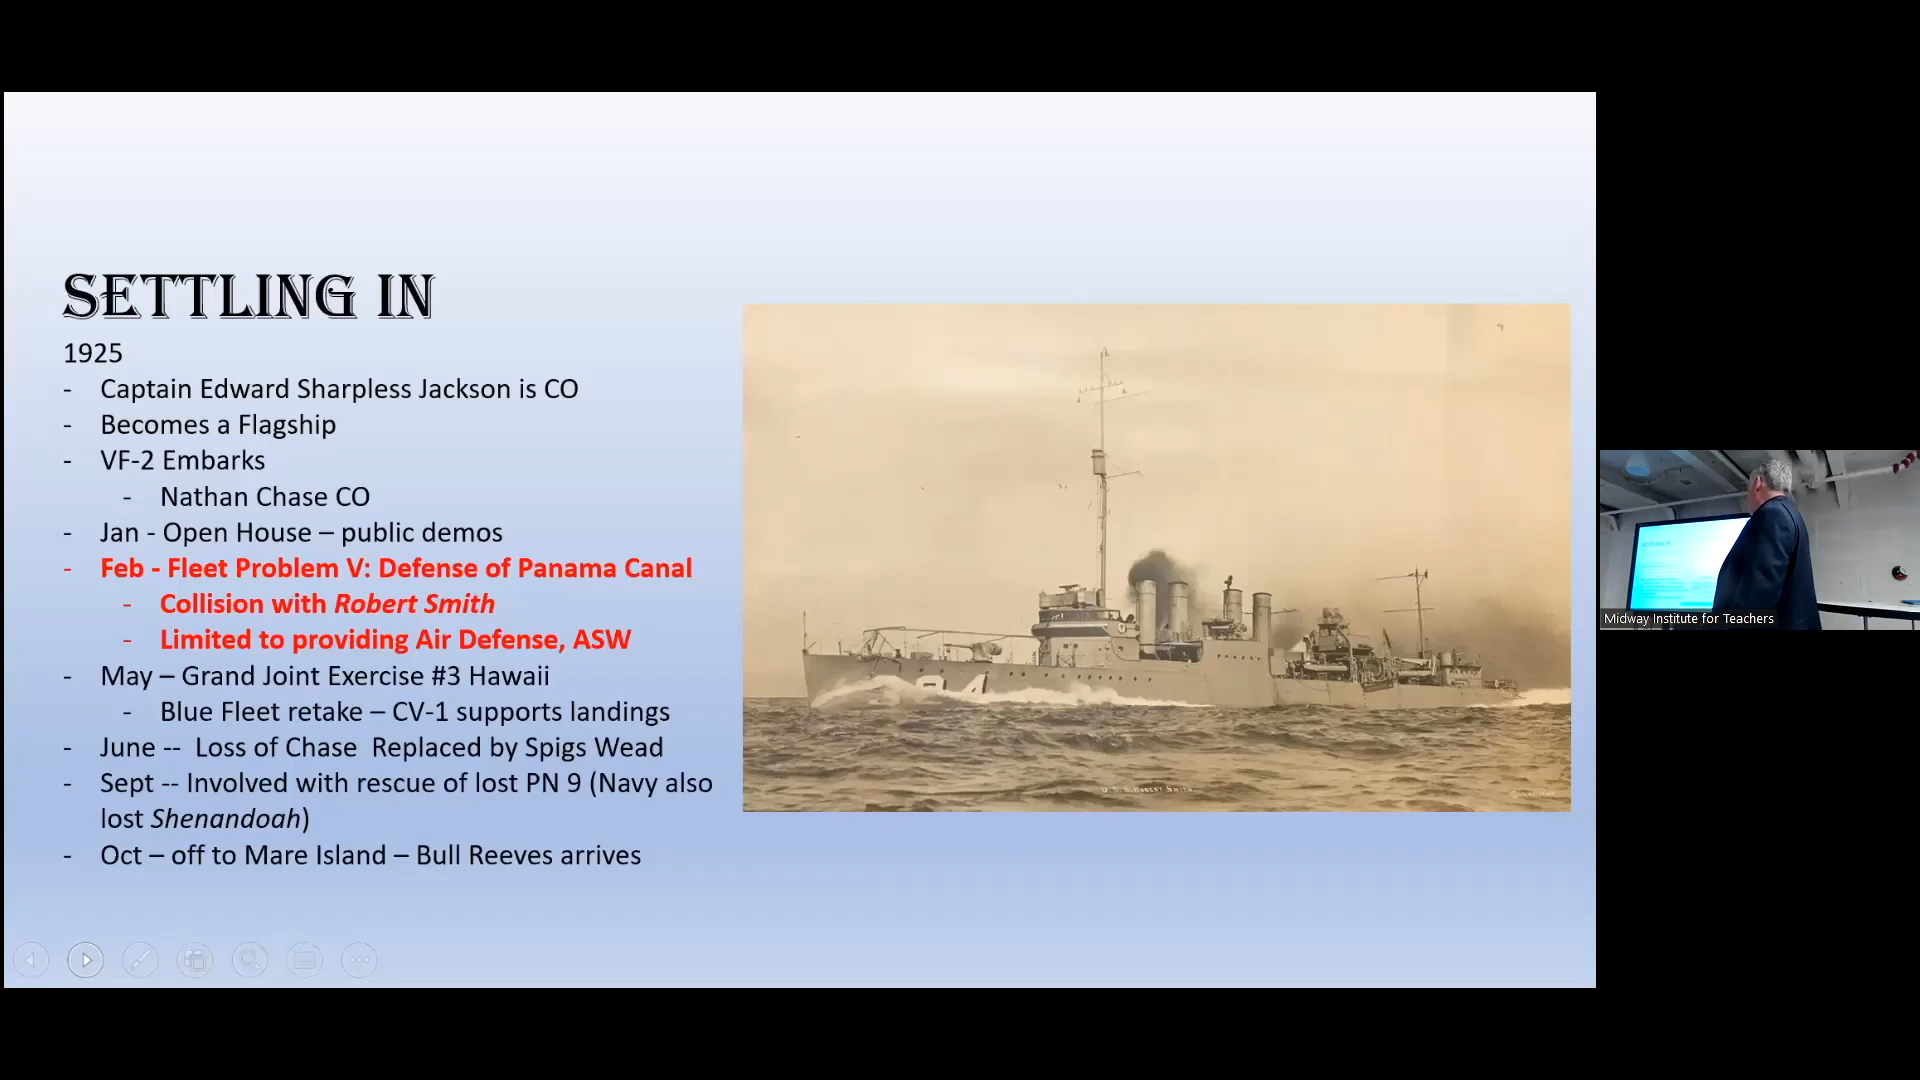 SETTLING IN
1925
- Captain Edward Sharpless Jackson is CO
- Becomes a Flagship
- VF-2 Embarks
- Nathan Chase CO
- Jan - Open House – public demos
- Feb - Fleet Problem V: Defense of Panama Canal
- Collision with Robert Smith
- Limited to providing Air Defense, ASW
- May – Grand Joint Exercise #3 Hawaii
- Blue Fleet retake – CV-1 supports landings
- June -- Loss of Chase Replaced by Spigs Wead
- Sept -- Involved with rescue of lost PN 9 (Navy also
lost Shenandoah)
- Oct – off to Mare Island – Bull Reeves arrives
U.S.S. ROBERT SMITH
SETTLING IN
Midway Institute for Teachers